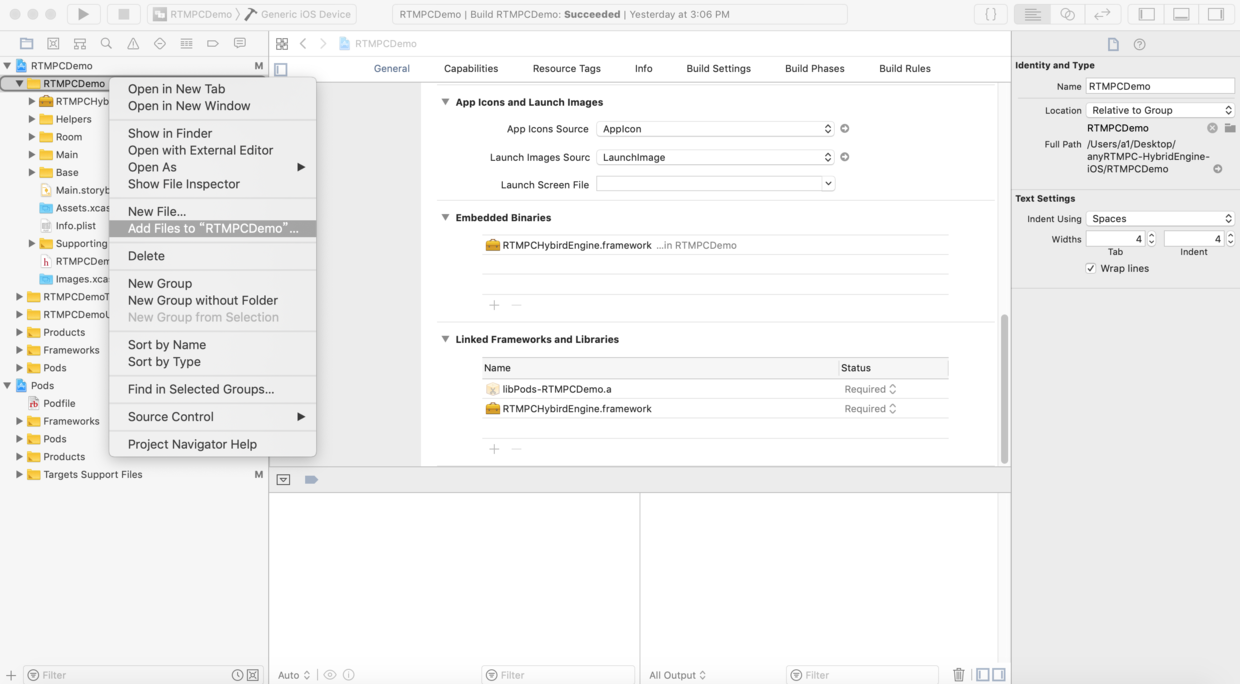 RTMPCDemo Generic iOS Device
RTMPCDemo | Build RTMPCDemo: Succeeded | Yesterday at 3:06 PM
RTMPCDemo
RTMPCDemo M
General Capabilities Resource Tags Info Build Settings Build Phases Build Rules
RTMPCDemo
RTMPCHyb
Helpers
Room
Main
Base
Main.storyb
Assets.xcas
Info.plist
Supporting
RTMPCDem
Images.xca
RTMPCDemoT
RTMPCDemoU
Products
Frameworks
Pods
Pods
Podfile
Frameworks
Pods
Products
Targets Support Files M
Filter
Open in New Tab
Open in New Window
Show in Finder
Open with External Editor
Open As
Show File Inspector
New File...
Add Files to “RTMPCDemo”...
Delete
New Group
New Group without Folder
New Group from Selection
Sort by Name
Sort by Type
Find in Selected Groups...
Source Control
Project Navigator Help
App Icons and Launch Images
App Icons Source AppIcon
Launch Images Sourc LaunchImage
Launch Screen File
Embedded Binaries
RTMPCHybirdEngine.framework ...in RTMPCDemo
Linked Frameworks and Libraries
Name Status
libPods-RTMPCDemo.a Required
RTMPCHybirdEngine.framework Required
Auto Filter All Output Filter
Identity and Type
Name RTMPCDemo
Location Relative to Group
RTMPCDemo
Full Path /Users/a1/Desktop/
anyRTMPC-HybridEngine-
iOS/RTMPCDemo
Text Settings
Indent Using Spaces
Widths 4 4
Tab Indent
Wrap lines